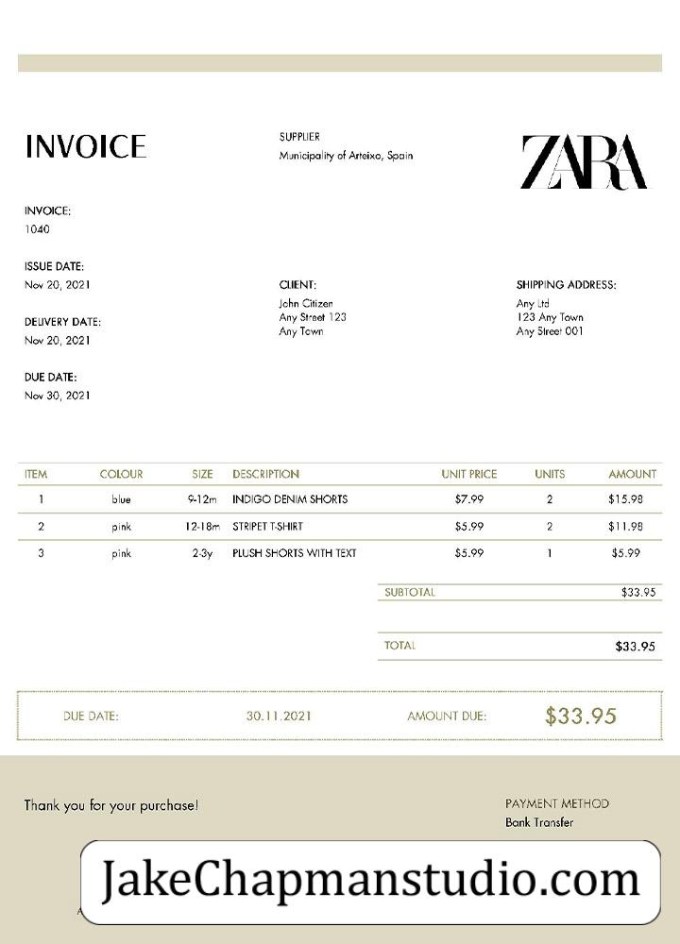 INVOICE
SUPPLIER
Municipality of Arteixo, Spain
ZARA
INVOICE:
1040
ISSUE DATE:
Nov 20, 2021
DELIVERY DATE:
Nov 20, 2021
DUE DATE:
Nov 30, 2021
CLIENT:
John Citizen
Any Street 123
Any Town
SHIPPING ADDRESS:
Any Ltd
123 Any Town
Any Street 001
ITEM COLOUR SIZE DESCRIPTION UNIT PRICE UNITS AMOUNT
1 blue 9-12m INDIGO DENIM SHORTS $7.99 2 $15.98
2 pink 12-18m STRIPET T-SHIRT $5.99 2 $11.98
3 pink 2-3y PLUSH SHORTS WITH TEXT $5.99 1 $5.99
SUBTOTAL $33.95
TOTAL $33.95
DUE DATE: 30.11.2021 AMOUNT DUE: $33.95
Thank you for your purchase!
PAYMENT METHOD
Bank Transfer
JakeChapmanstudio.com